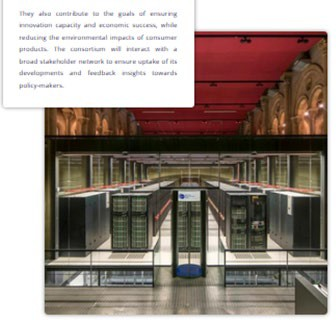 They also contribute to the goals of ensuring
innovation capacity and economic success, while
reducing the environmental impacts of consumer
products. The consortium will interact with a
broad stakeholder network to ensure uptake of its
developments and feedback insights towards
policy-makers.